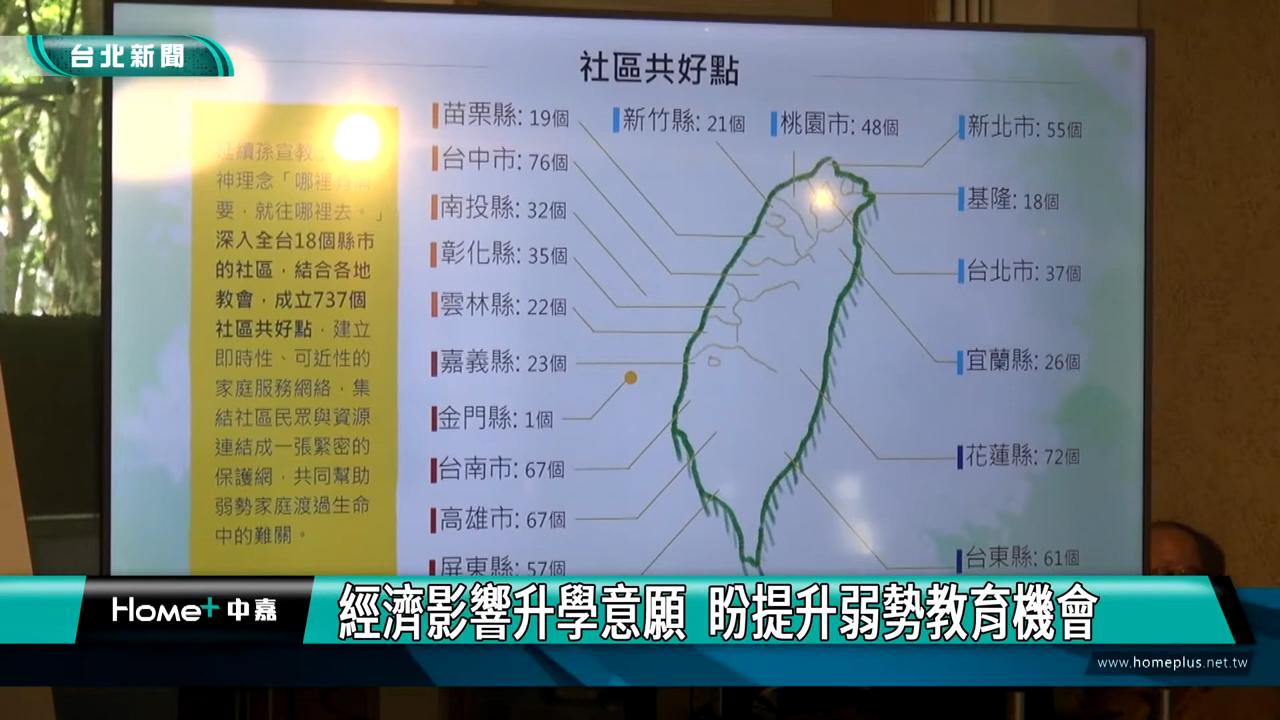 台北新聞
社區共好點
延續孫宣教
神理念「哪裡有需
要，就往哪裡去。」
深入全台18個縣市
的社區，結合各地
教會，成立737個
社區共好點，建立
即時性、可近性的
家庭服務網絡，集
結社區民眾與資源
連結成一張緊密的
保護網，共同幫助
弱勢家庭渡過生命
中的難關。
苗栗縣: 19個
台中市: 76個
南投縣: 32個
彰化縣: 35個
雲林縣: 22個
嘉義縣: 23個
金門縣: 1個
台南市: 67個
高雄市: 67個
屏東縣: 57個
新竹縣: 21個
桃園市: 48個
新北市: 55個
基隆: 18個
台北市: 37個
宜蘭縣: 26個
花蓮縣: 72個
台東縣: 61個
Home+中嘉
經濟影響升學意願 盼提升弱勢教育機會
www.homeplus.net.tw